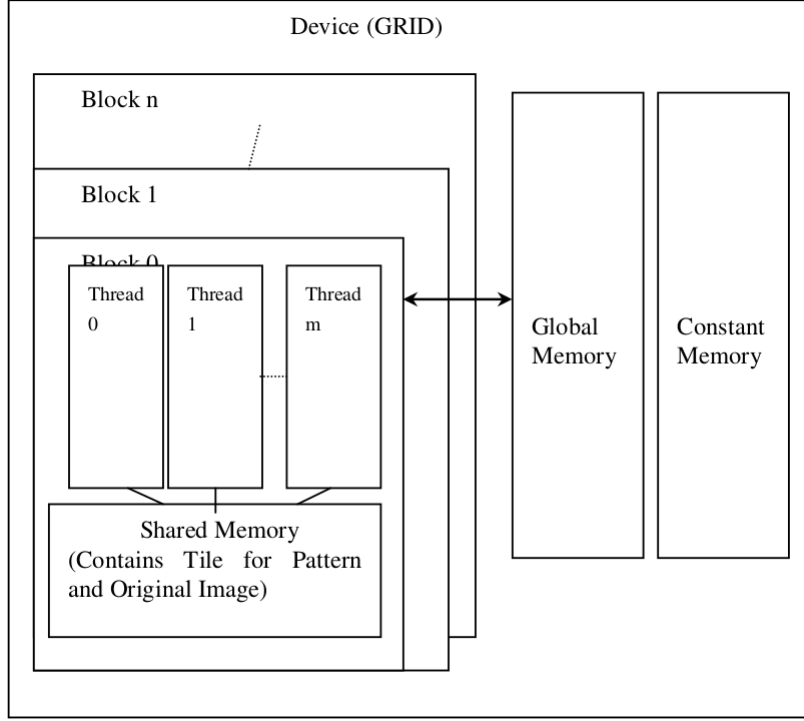 Device (GRID)
Block n
Block 1
Block 0
Thread
0
Thread
1
Thread
m
Shared Memory
(Contains Tile for Pattern
and Original Image)
Global
Memory
Constant
Memory